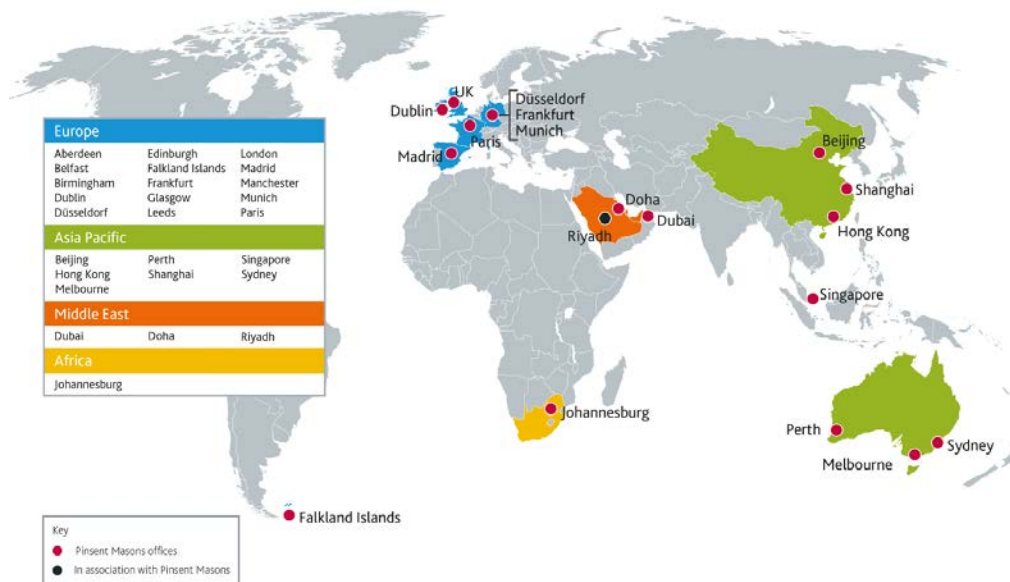 Europe
Aberdeen Edinburgh London
Belfast Falkland Islands Madrid
Birmingham Frankfurt Manchester
Dublin Glasgow Munich
Düsseldorf Leeds Paris
Asia Pacific
Beijing Perth Singapore
Hong Kong Shanghai Sydney
Melbourne
Middle East
Dubai Doha Riyadh
Africa
Johannesburg
UK
Dublin
Düsseldorf
Frankfurt
Munich
Paris
Madrid
Beijing
Shanghai
Hong Kong
Doha
Dubai
Riyadh
Singapore
Johannesburg
Perth
Sydney
Melbourne
Falkland Islands
Key
Pinsent Masons offices
In association with Pinsent Masons